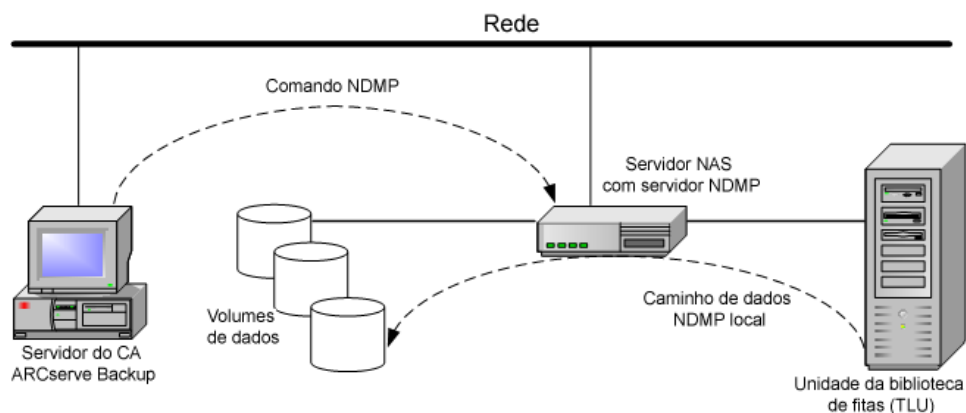 Rede
Comando NDMP
Servidor NAS
com servidor NDMP
Volumes
de dados
Caminho de dados
NDMP local
Servidor do CA
ARCserve Backup
Unidade da biblioteca
de fitas (TLU)